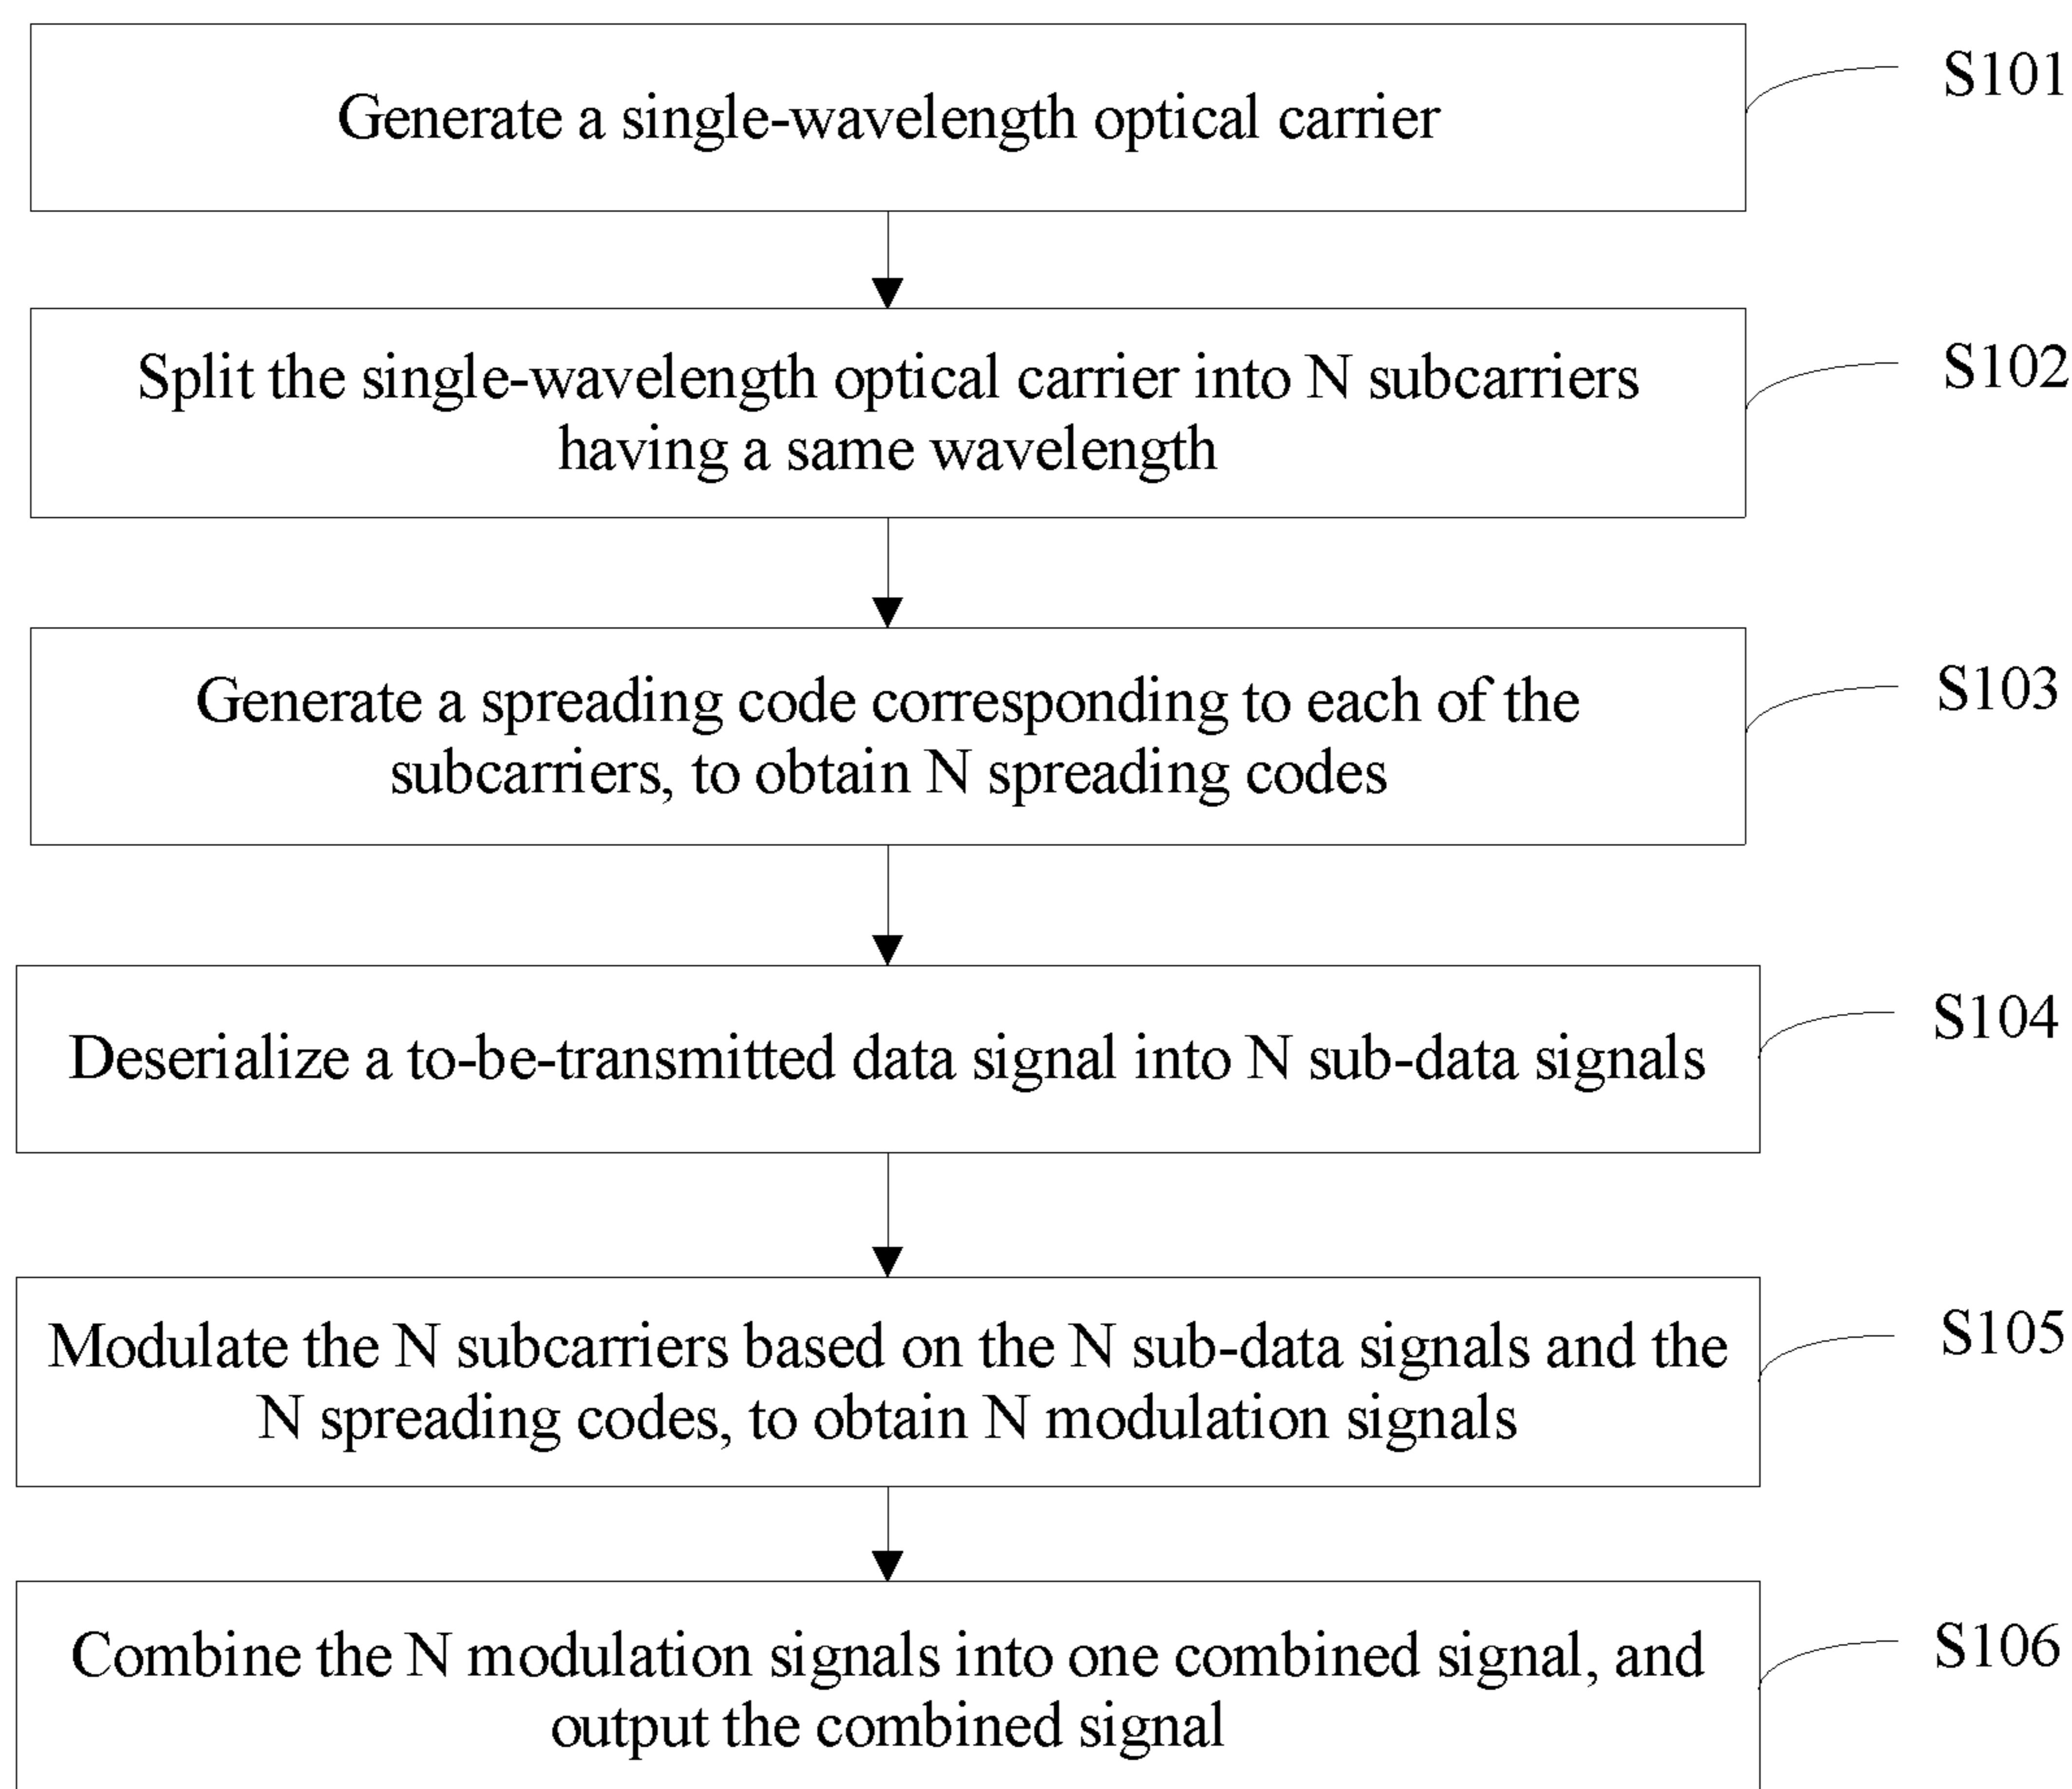 Generate a single-wavelength optical carrier
S101
Split the single-wavelength optical carrier into N subcarriers
having a same wavelength
S102
Generate a spreading code corresponding to each of the
subcarriers, to obtain N spreading codes
S103
Deserialize a to-be-transmitted data signal into N sub-data signals
S104
Modulate the N subcarriers based on the N sub-data signals and the
N spreading codes, to obtain N modulation signals
S105
Combine the N modulation signals into one combined signal, and
output the combined signal
S106